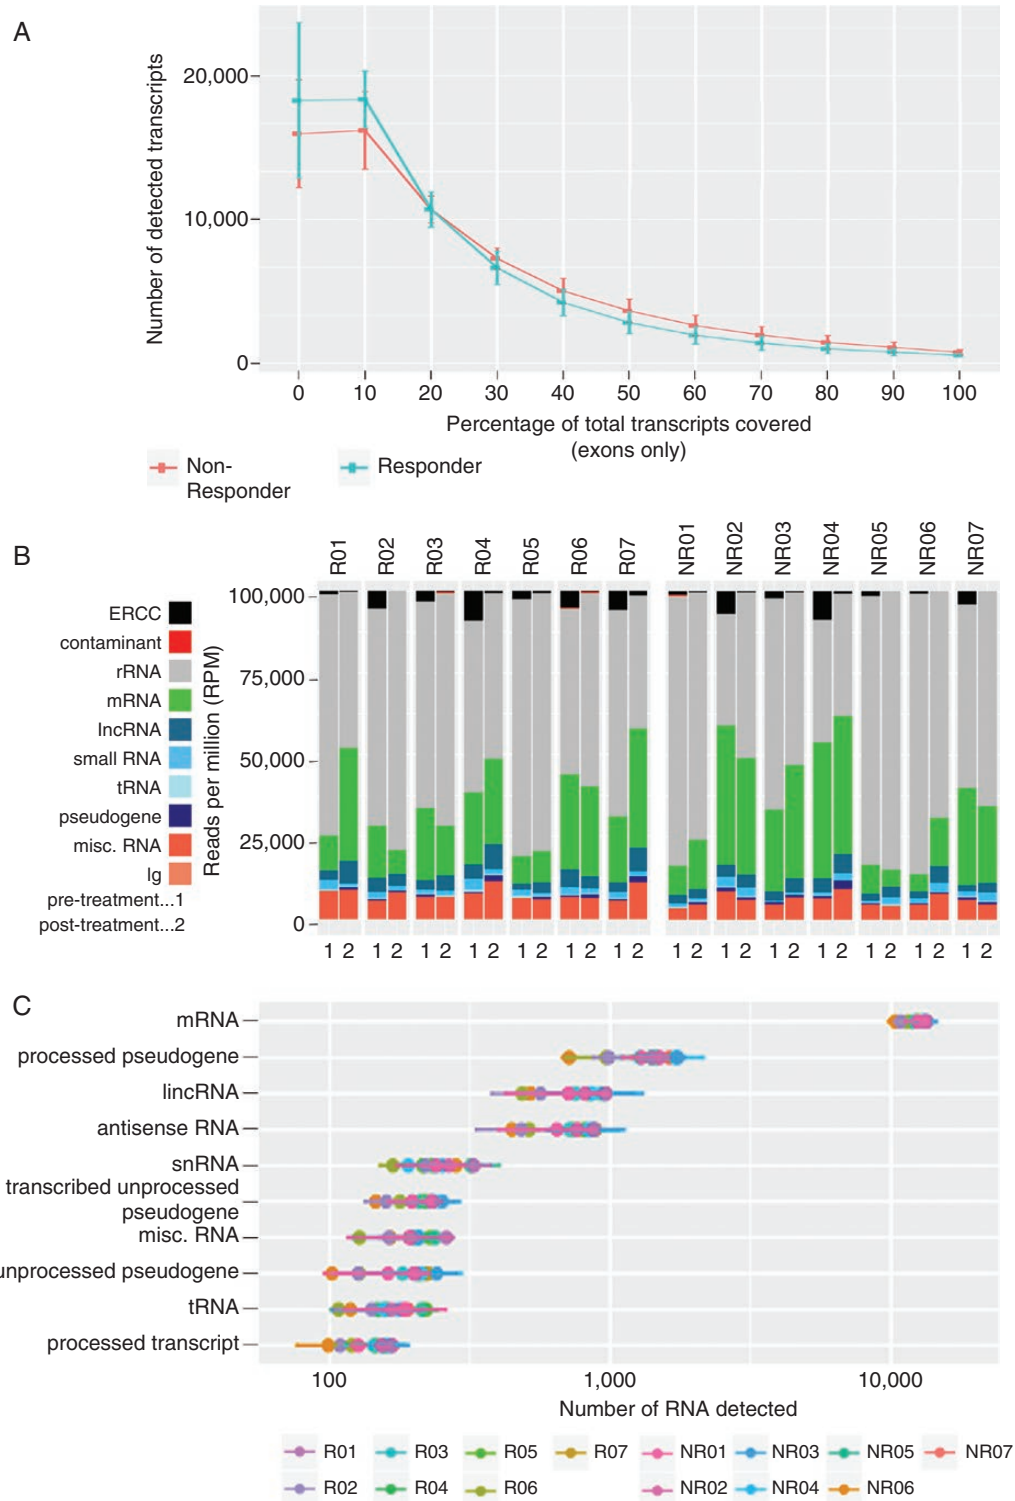 A
Number of detected transcripts
20,000
10,000
0
0 10 20 30 40 50 60 70 80 90 100
Percentage of total transcripts covered
(exons only)
Non-
Responder
Responder
B
R01 R02 R03 R04 R05 R06 R07 NR01 NR02 NR03 NR04 NR05 NR06 NR07
ERCC
contaminant
rRNA
mRNA
lncRNA
small RNA
tRNA
pseudogene
misc. RNA
Ig
pre-treatment...1
post-treatment...2
Reads per million (RPM)
100,000
75,000
50,000
25,000
0
1 2 1 2 1 2 1 2 1 2 1 2 1 2 1 2 1 2 1 2 1 2 1 2 1 2 1 2
C
mRNA
processed pseudogene
lincRNA
antisense RNA
snRNA
transcribed unprocessed
pseudogene
misc. RNA
unprocessed pseudogene
tRNA
processed transcript
100 1,000 10,000
Number of RNA detected
R01 R03 R05 R07 NR01 NR03 NR05 NR07
R02 R04 R06 NR02 NR04 NR06